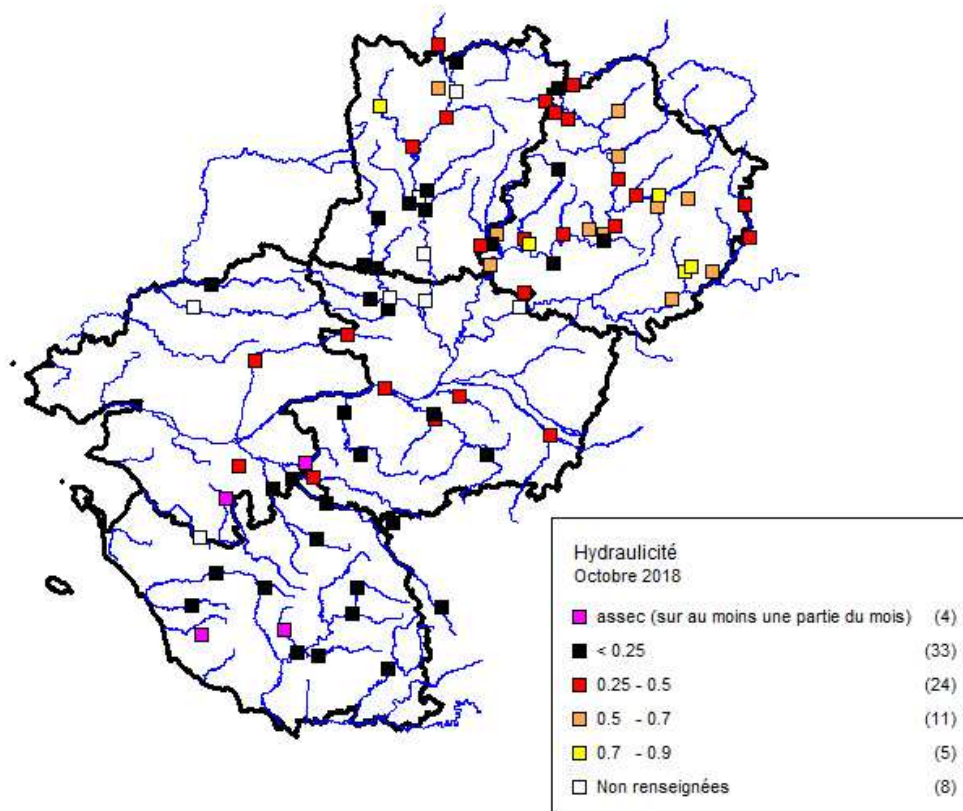 Hydraulicité
Octobre 2018
assec (sur au moins une partie du mois) (4)
< 0.25 (33)
0.25 - 0.5 (24)
0.5 - 0.7 (11)
0.7 - 0.9 (5)
Non renseignées (8)